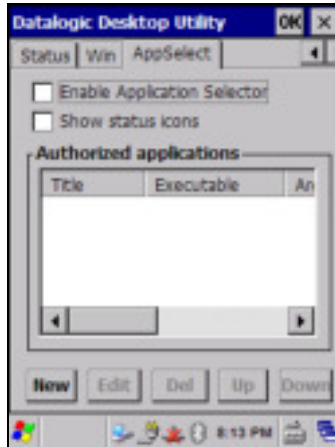 Datalogic Desktop Utility OK ×
Status Win AppSelect
Enable Application Selector
Show status icons
Authorized applications
Title Executable Ar
New Edit Del Up Down
8:13 PM